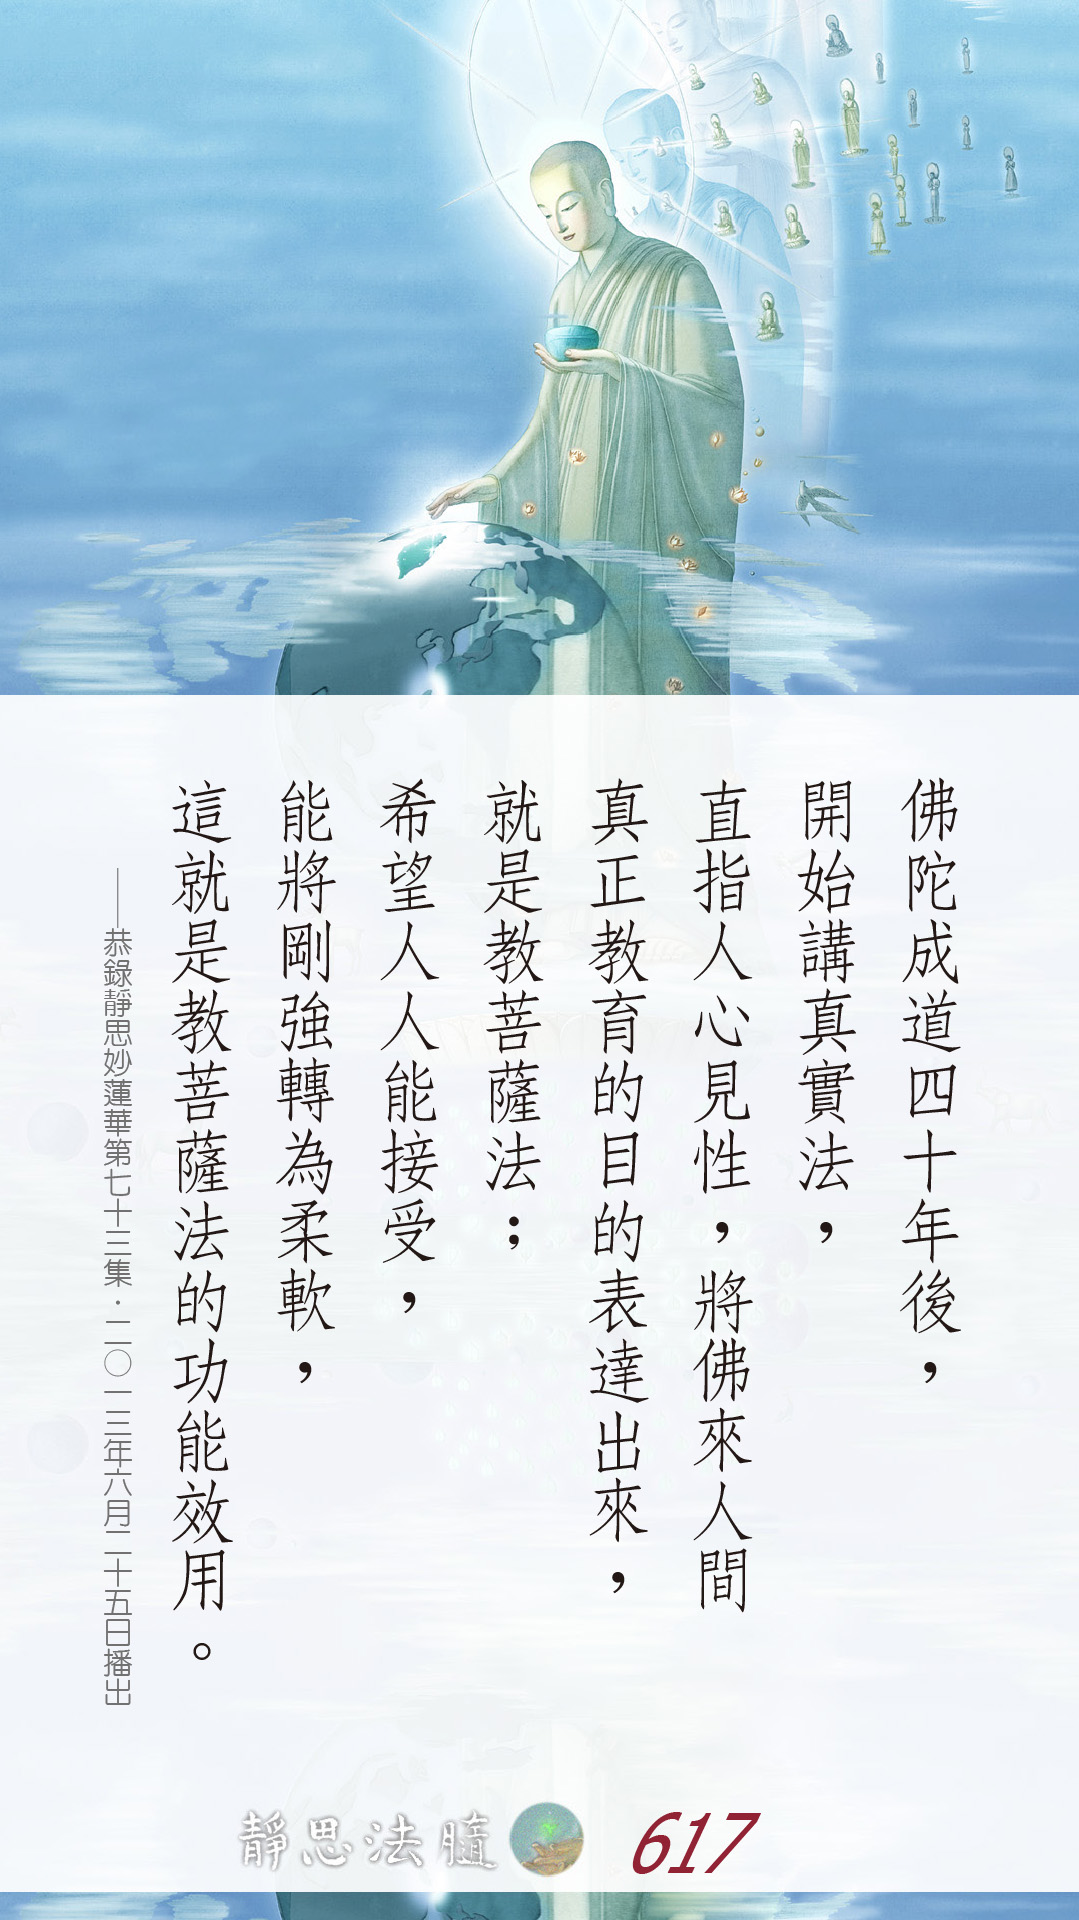 佛陀成道四十年後，
開始講真實法，
直指人心見性，將佛來人間
真正教育的目的表達出來，
就是教菩薩法；
希望人人能接受，
能將剛強轉為柔軟，
這就是教菩薩法的功能效用。
——恭錄靜思妙蓮華第七十三集．二〇一三年六月二十五日播出
靜思法髓
617